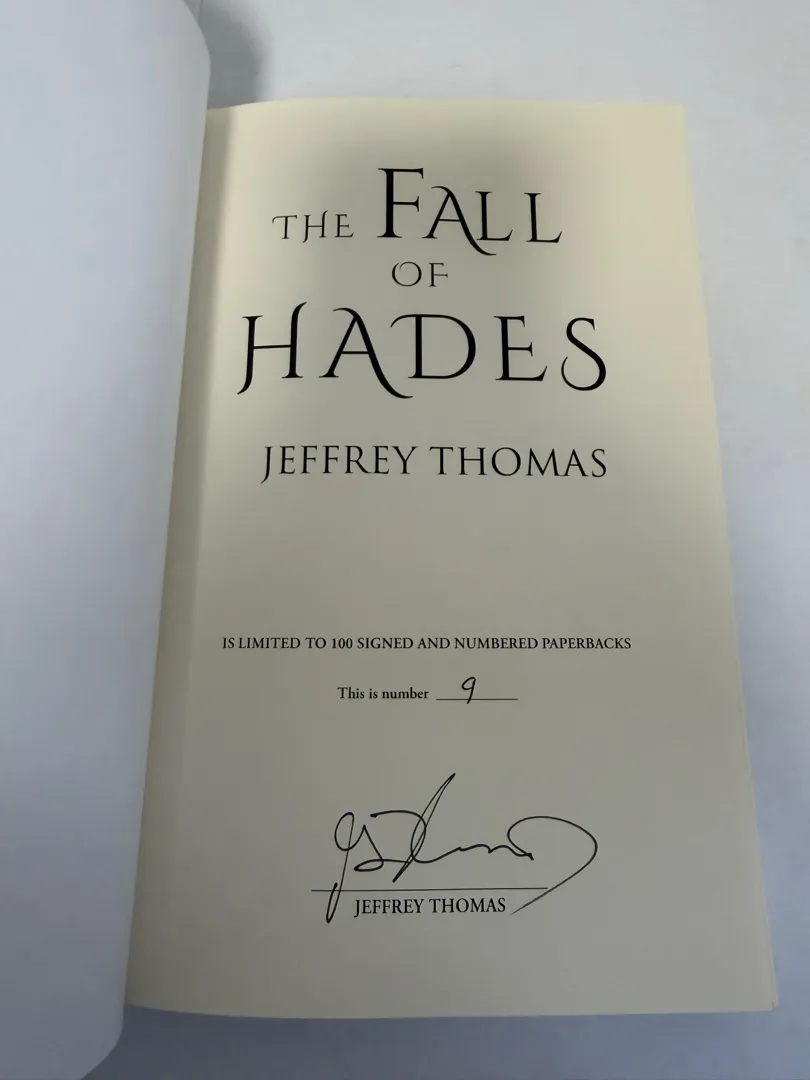 THE FALL
OF
HADES
JEFFREY THOMAS
IS LIMITED TO 100 SIGNED AND NUMBERED PAPERBACKS
This is number 9
JEFFREY THOMAS